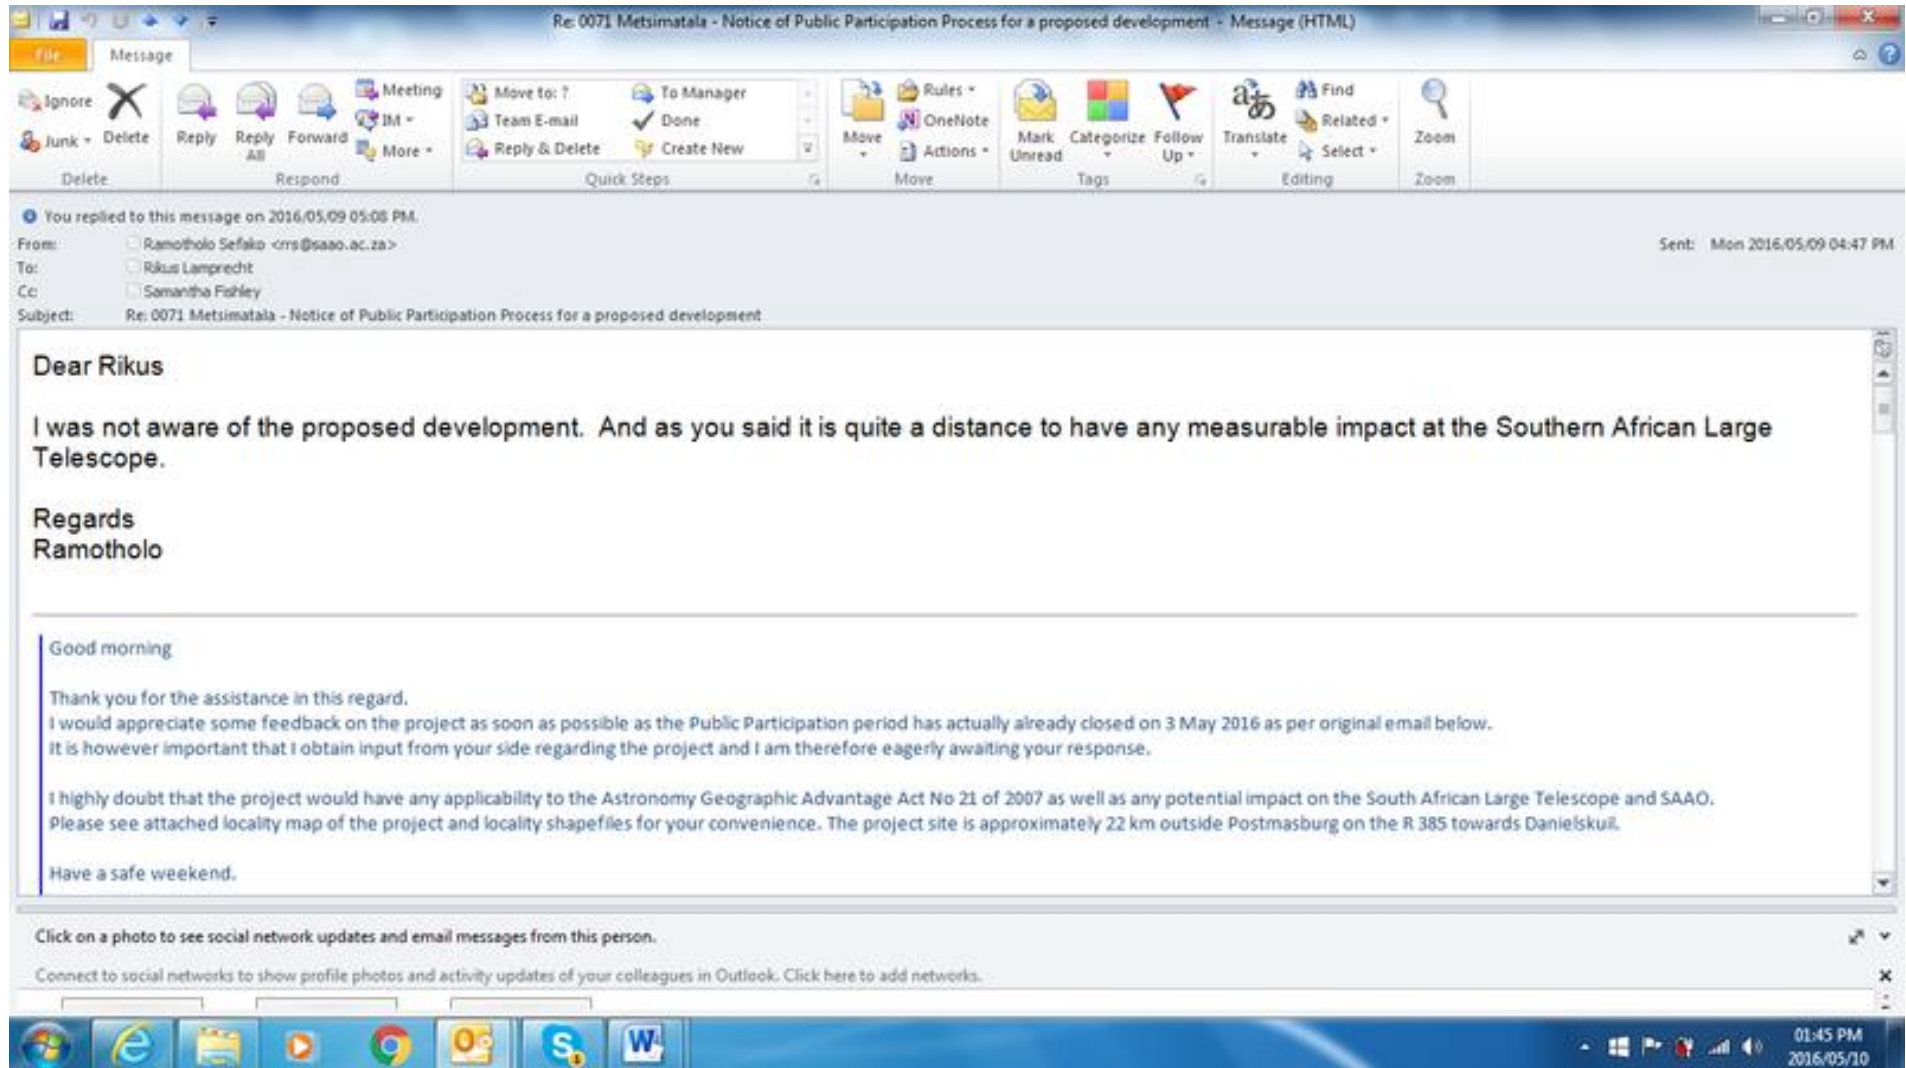 Re: 0071 Metsimatala - Notice of Public Participation Process for a proposed development - Message (HTML)
File Message
Ignore
Junk
Delete
Reply
Reply All
Forward
Meeting
IM
More
Move to: ?
Team E-mail
Reply & Delete
To Manager
Done
Create New
Move
Rules
OneNote
Actions
Mark Unread
Categorize
Follow Up
Translate
Find
Related
Select
Zoom
Delete Respond Quick Steps Move Tags Editing Zoom
You replied to this message on 2016/05/09 05:08 PM.
From: Ramotholo Sefako <rrs@saao.ac.za> Sent: Mon 2016/05/09 04:47 PM
To: Rikus Lamprecht
Cc: Samantha Fishley
Subject: Re: 0071 Metsimatala - Notice of Public Participation Process for a proposed development
Dear Rikus
I was not aware of the proposed development. And as you said it is quite a distance to have any measurable impact at the Southern African Large
Telescope.
Regards
Ramotholo
Good morning
Thank you for the assistance in this regard.
I would appreciate some feedback on the project as soon as possible as the Public Participation period has actually already closed on 3 May 2016 as per original email below.
It is however important that I obtain input from your side regarding the project and I am therefore eagerly awaiting your response.
I highly doubt that the project would have any applicability to the Astronomy Geographic Advantage Act No 21 of 2007 as well as any potential impact on the South African Large Telescope and SAAO.
Please see attached locality map of the project and locality shapefiles for your convenience. The project site is approximately 22 km outside Postmasburg on the R 385 towards Danielskuil.
Have a safe weekend.
Click on a photo to see social network updates and email messages from this person.
Connect to social networks to show profile photos and activity updates of your colleagues in Outlook. Click here to add networks.
01:45 PM
2016/05/10